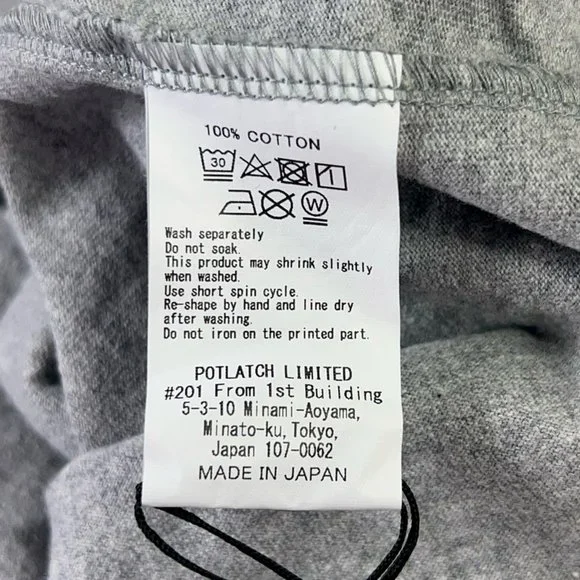 100% COTTON
30
W
Wash separately
Do not soak.
This product may shrink slightly
when washed.
Use short spin cycle.
Re-shape by hand and line dry
after washing.
Do not iron on the printed part.
POTLATCH LIMITED
#201 From 1st Building
5-3-10 Minami-Aoyama,
Minato-ku, Tokyo,
Japan 107-0062
MADE IN JAPAN